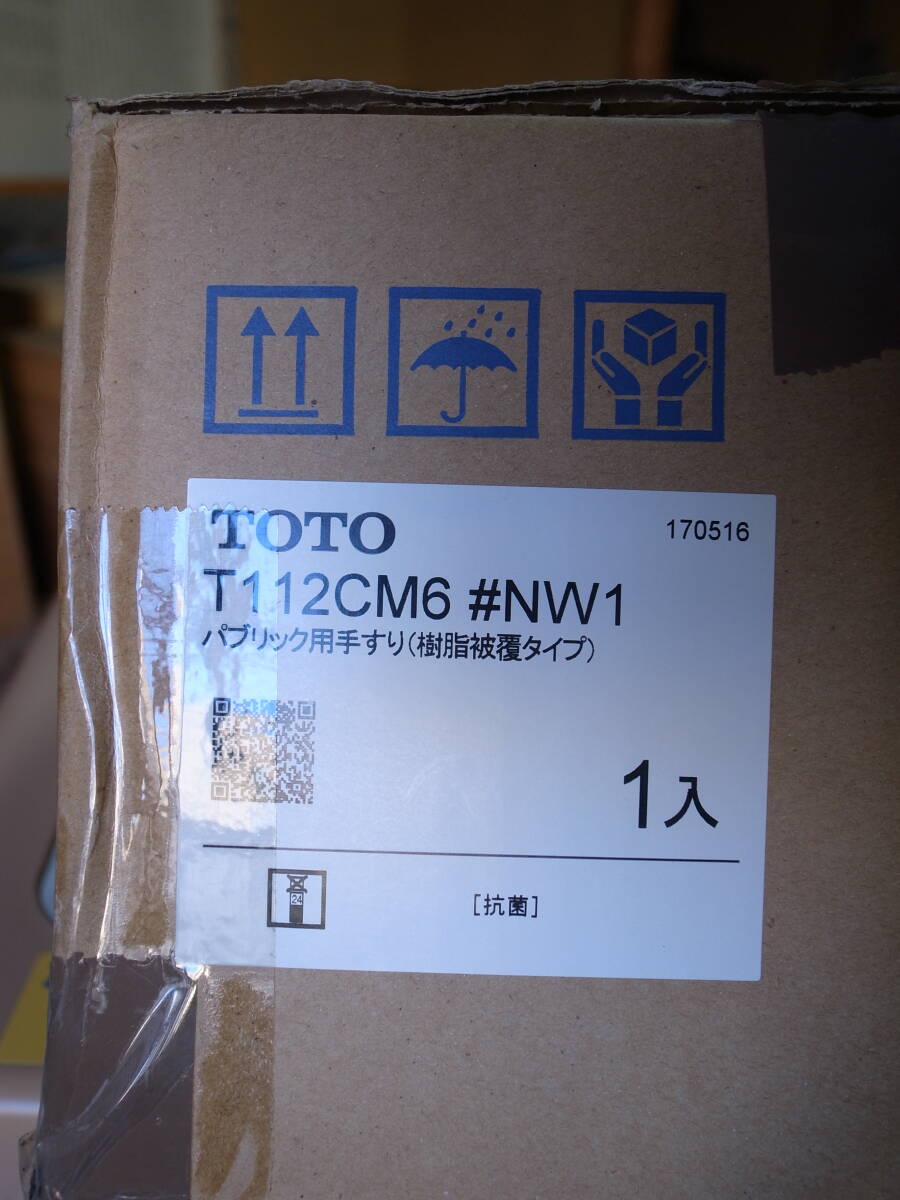 TOTO
170516
T112CM6 #NW1
パブリック用手すり(樹脂被覆タイプ)
1入
24
[抗菌]